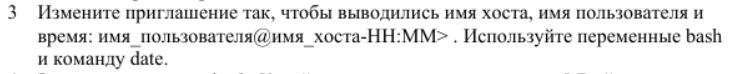 3 Измените приглашение так, чтобы выводились имя хоста, имя пользователя и
время: имя_пользователя@имя_хоста-HH:MM> . Используйте переменные bash
и команду date.